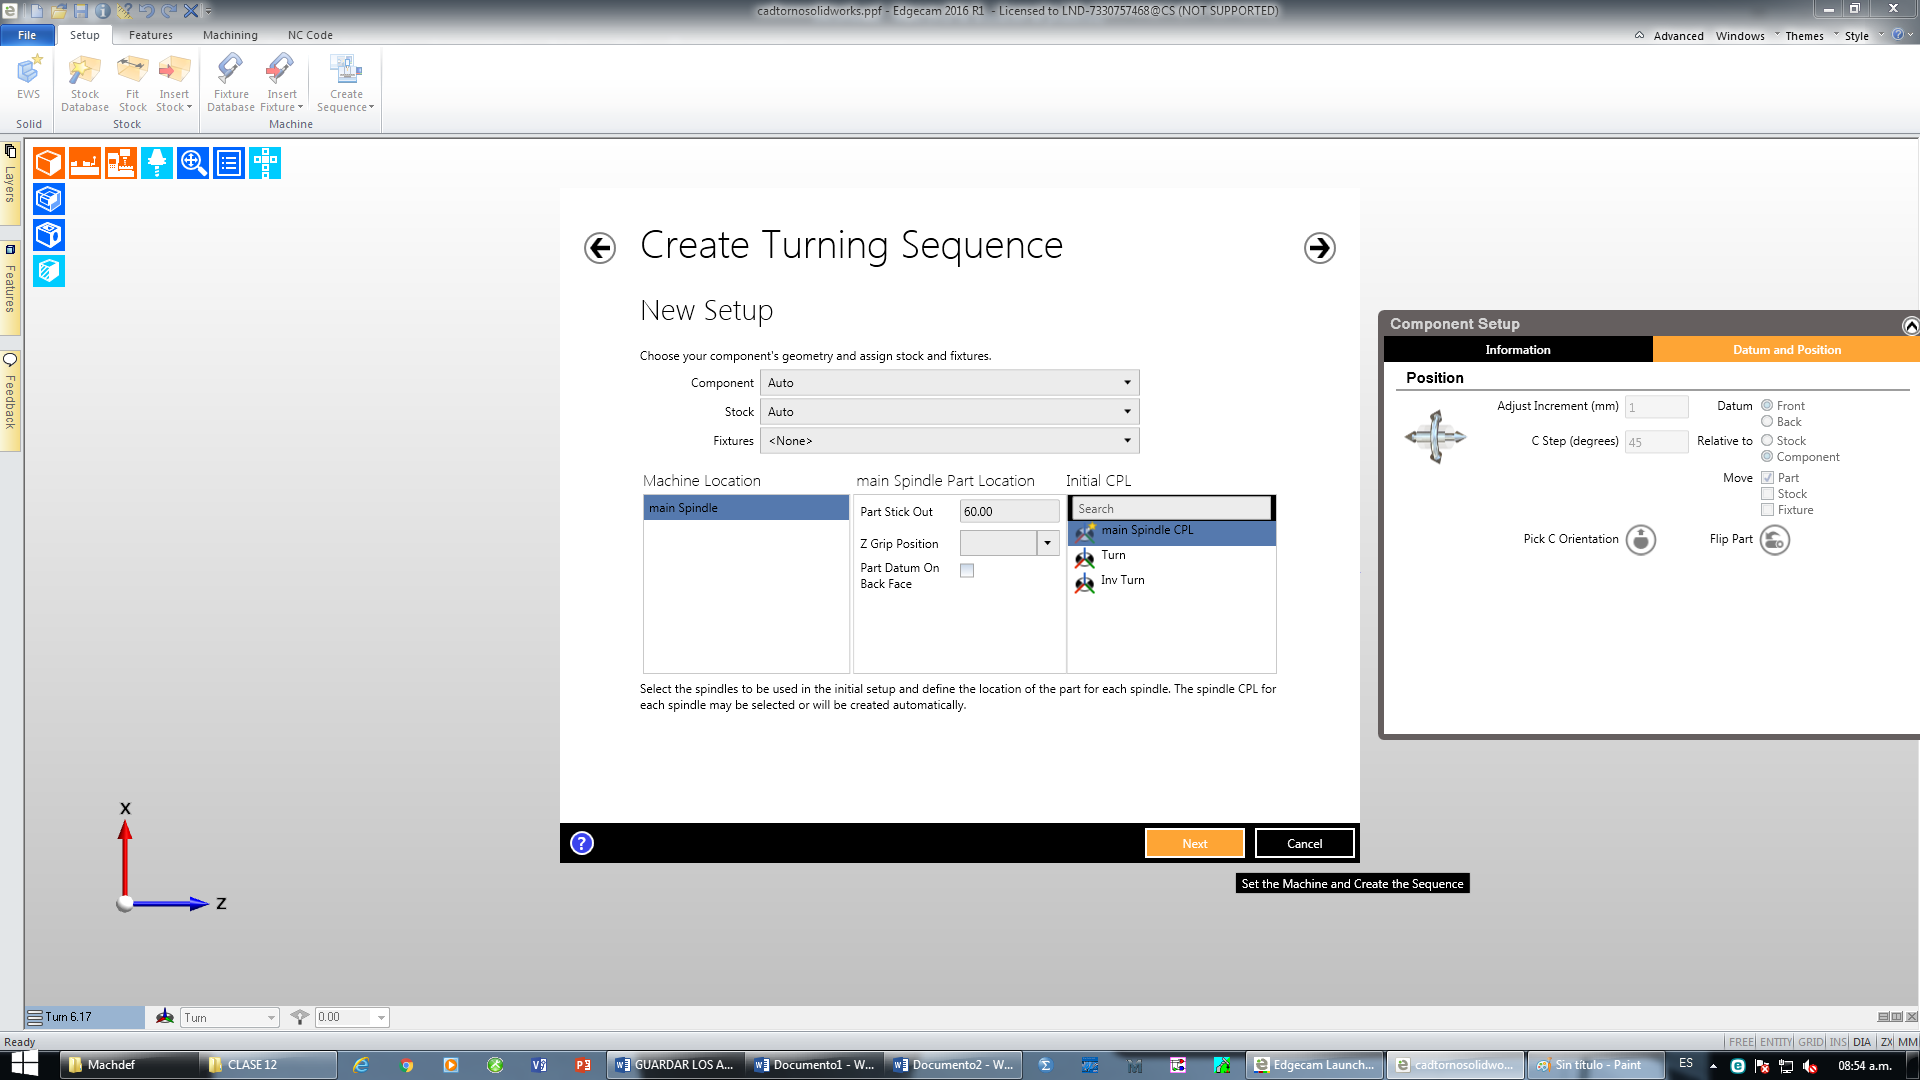 cadtornosolidworks.ppf - Edgecam 2016 R1 - Licensed to LND-7330757468@CS (NOT SUPPORTED)
File Setup Features Machining NC Code
Advanced Windows Themes Style
EWS
Stock Database
Fit Stock
Insert Stock
Fixture Database
Insert Fixture
Create Sequence
Solid Stock Machine
Layers
Features
Feedback
Create Turning Sequence
New Setup
Choose your component's geometry and assign stock and fixtures.
Component Auto
Stock Auto
Fixtures <None>
Machine Location
main Spindle
main Spindle Part Location
Part Stick Out 60.00
Z Grip Position
Part Datum On
Back Face
Initial CPL
Search
main Spindle CPL
Turn
Inv Turn
Select the spindles to be used in the initial setup and define the location of the part for each spindle. The spindle CPL for
each spindle may be selected or will be created automatically.
? Next Cancel
Set the Machine and Create the Sequence
Component Setup
Information Datum and Position
Position
Adjust Increment (mm) 1 Datum Front
Back
C Step (degrees) 45 Relative to Stock
Component
Move Part
Stock
Fixture
Pick C Orientation Flip Part
X
Z
Turn 6.17 Turn 0.00
Ready
FREE ENTITY GRID INS DIA ZX MM
Machdef CLASE 12 GUARDAR LOS A... Documento1 - W... Documento2 - W... Edgecam Launch... cadtornosolidwo... Sin título - Paint ES 08:54 a.m.